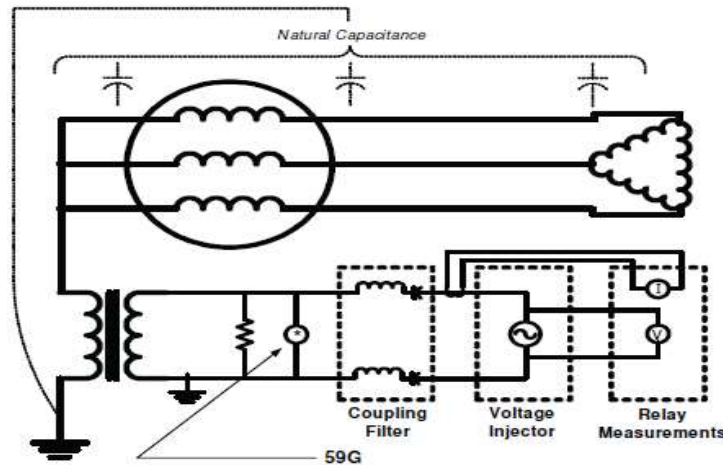 Natural Capacitance
I
*
V
Coupling
Filter
Voltage
Injector
Relay
Measurements
59G